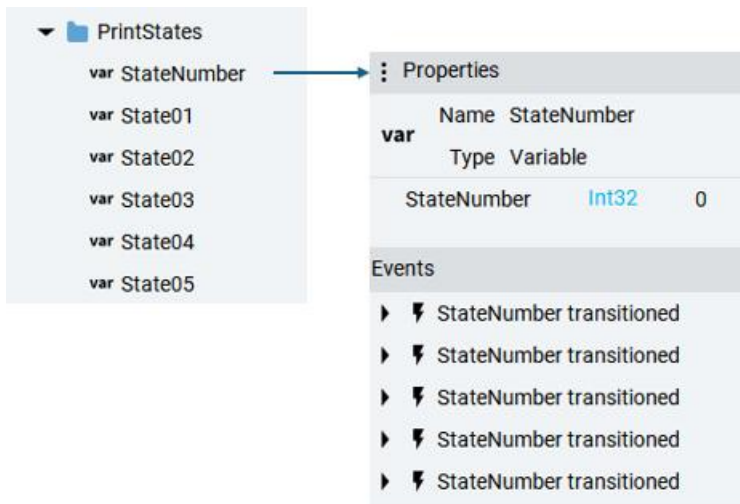 PrintStates
var StateNumber
var State01
var State02
var State03
var State04
var State05
Properties
var
Name StateNumber
Type Variable
StateNumber Int32 0
Events
StateNumber transitioned
StateNumber transitioned
StateNumber transitioned
StateNumber transitioned
StateNumber transitioned